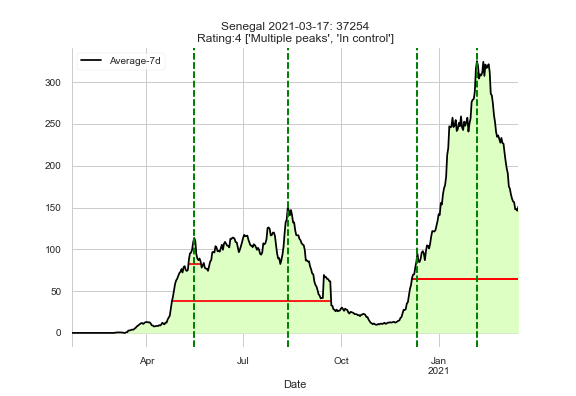 Senegal 2021-03-17: 37254
Rating:4 ['Multiple peaks', 'In control']
Average-7d
300
250
200
150
100
50
0
Apr
Jul
Oct
Jan
2021
Date